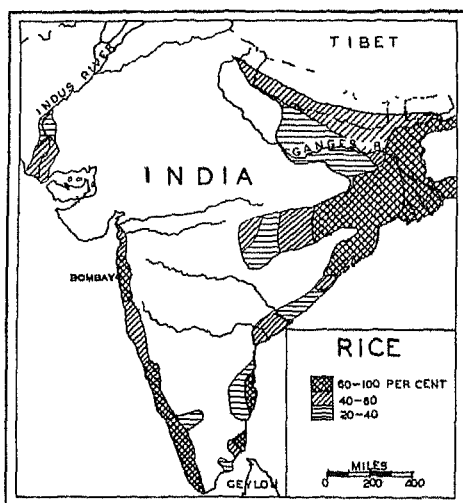 TIBET
INDUS RIVER
GANGES R.
INDIA
BOMBAY
RICE
60-100 PER CENT
40-60
20-40
MILES
0 200 400
CEYLON